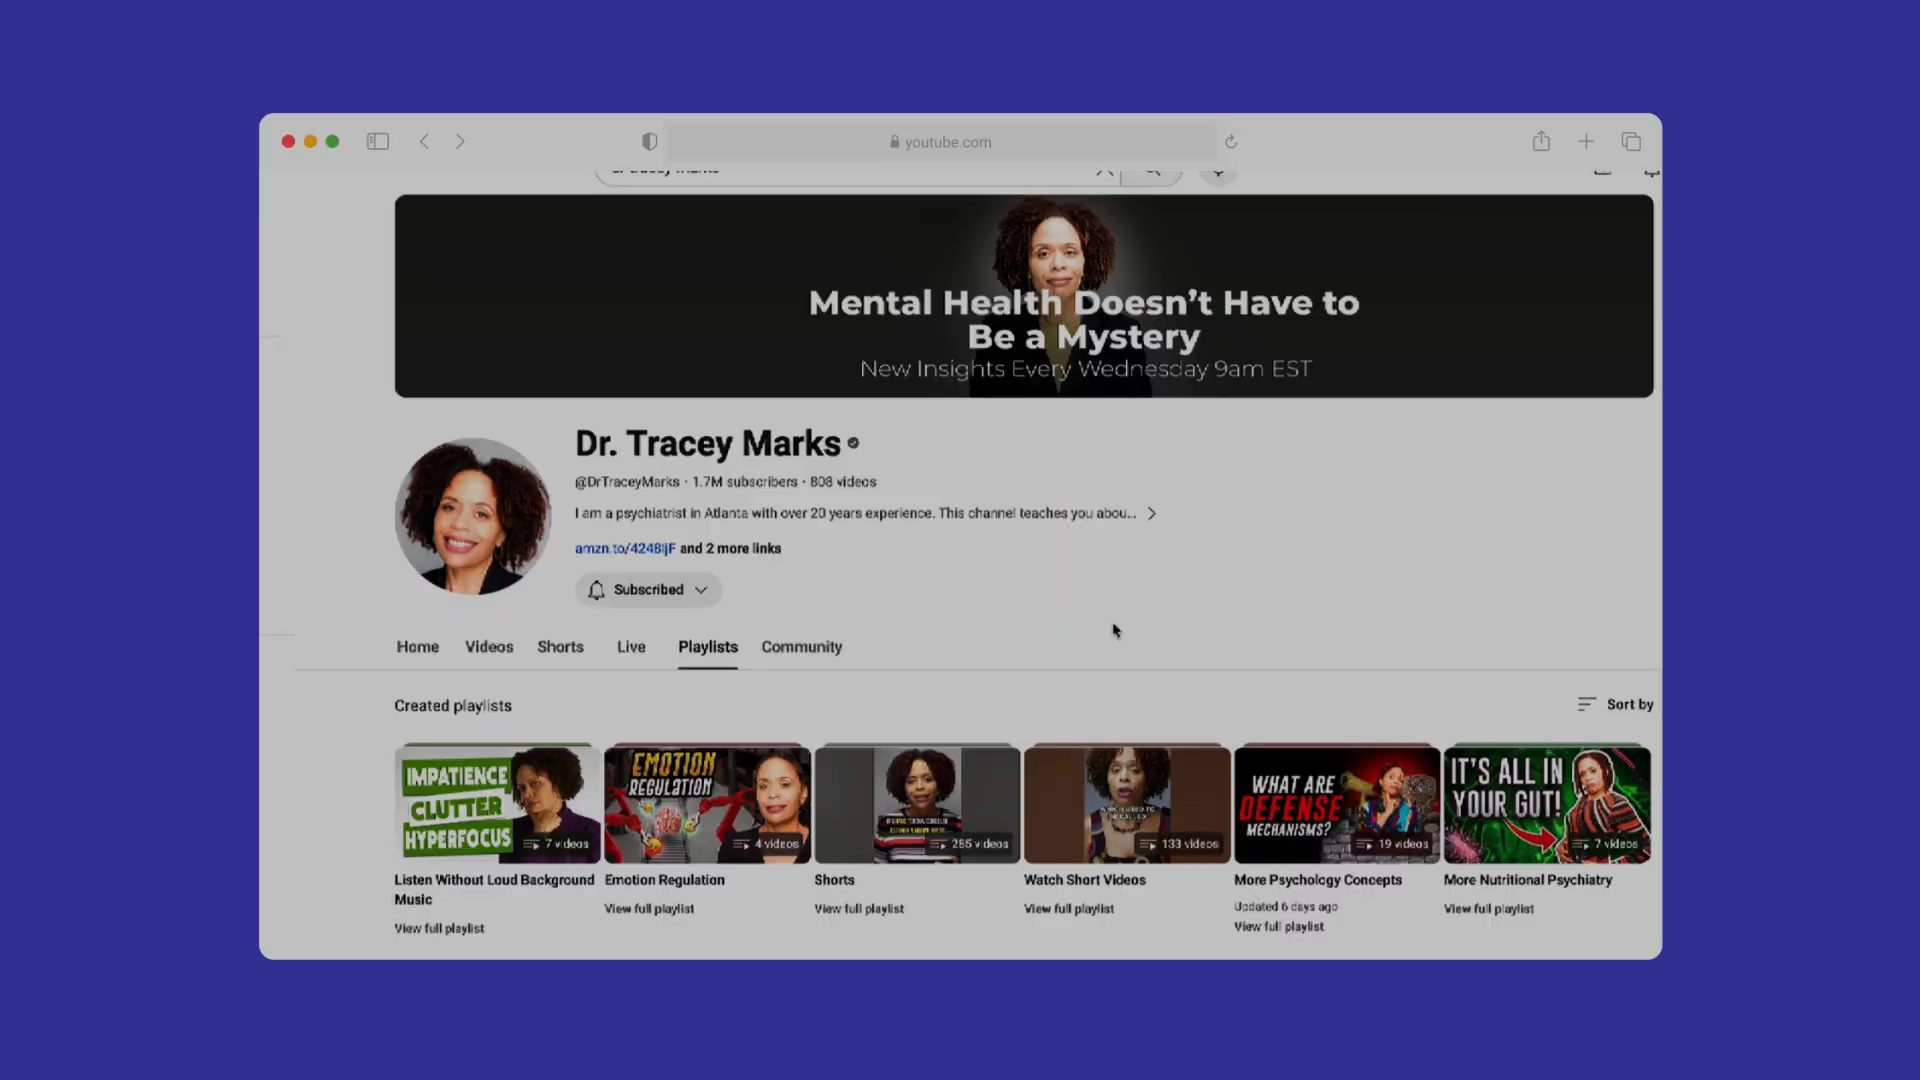 youtube.com
dr tracey marks
Mental Health Doesn't Have to
Be a Mystery
New Insights Every Wednesday 9am EST
Dr. Tracey Marks
@DrTraceyMarks · 1.7M subscribers · 808 videos
I am a psychiatrist in Atlanta with over 20 years experience. This channel teaches you abou...
amzn.to/4248IjF and 2 more links
Subscribed
Home Videos Shorts Live Playlists Community
Created playlists
Sort by
IMPATIENCE
CLUTTER
HYPERFOCUS
7 videos
EMOTION
REGULATION
4 videos
285 videos
133 videos
WHAT ARE
DEFENSE
MECHANISMS?
19 videos
IT'S ALL IN
YOUR GUT!
7 videos
Listen Without Loud Background
Music
View full playlist
Emotion Regulation
View full playlist
Shorts
View full playlist
Watch Short Videos
View full playlist
More Psychology Concepts
Updated 6 days ago
View full playlist
More Nutritional Psychiatry
View full playlist